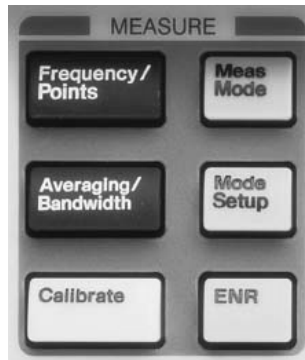 MEASURE
Frequency/
Points
Meas
Mode
Averaging/
Bandwidth
Mode
Setup
Calibrate
ENR